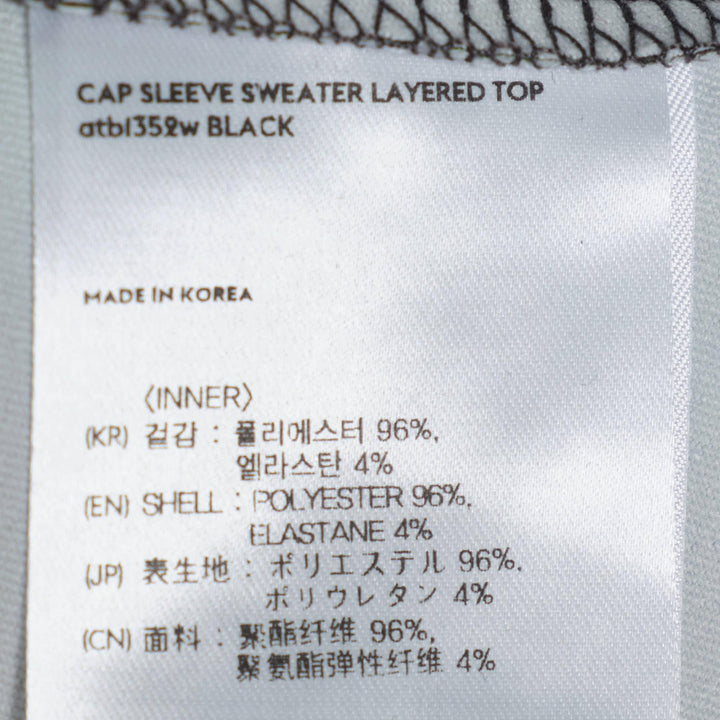 CAP SLEEVE SWEATER LAYERED TOP
atb1359w BLACK
MADE IN KOREA
〈INNER〉
(KR) 겉감 : 폴리에스터 96%,
엘라스탄 4%
(EN) SHELL : POLYESTER 96%,
ELASTANE 4%
(JP) 表生地 : ポリエステル 96%,
ポリウレタン 4%
(CN) 面料 : 聚酯纤维 96%,
聚氨酯弹性纤维 4%